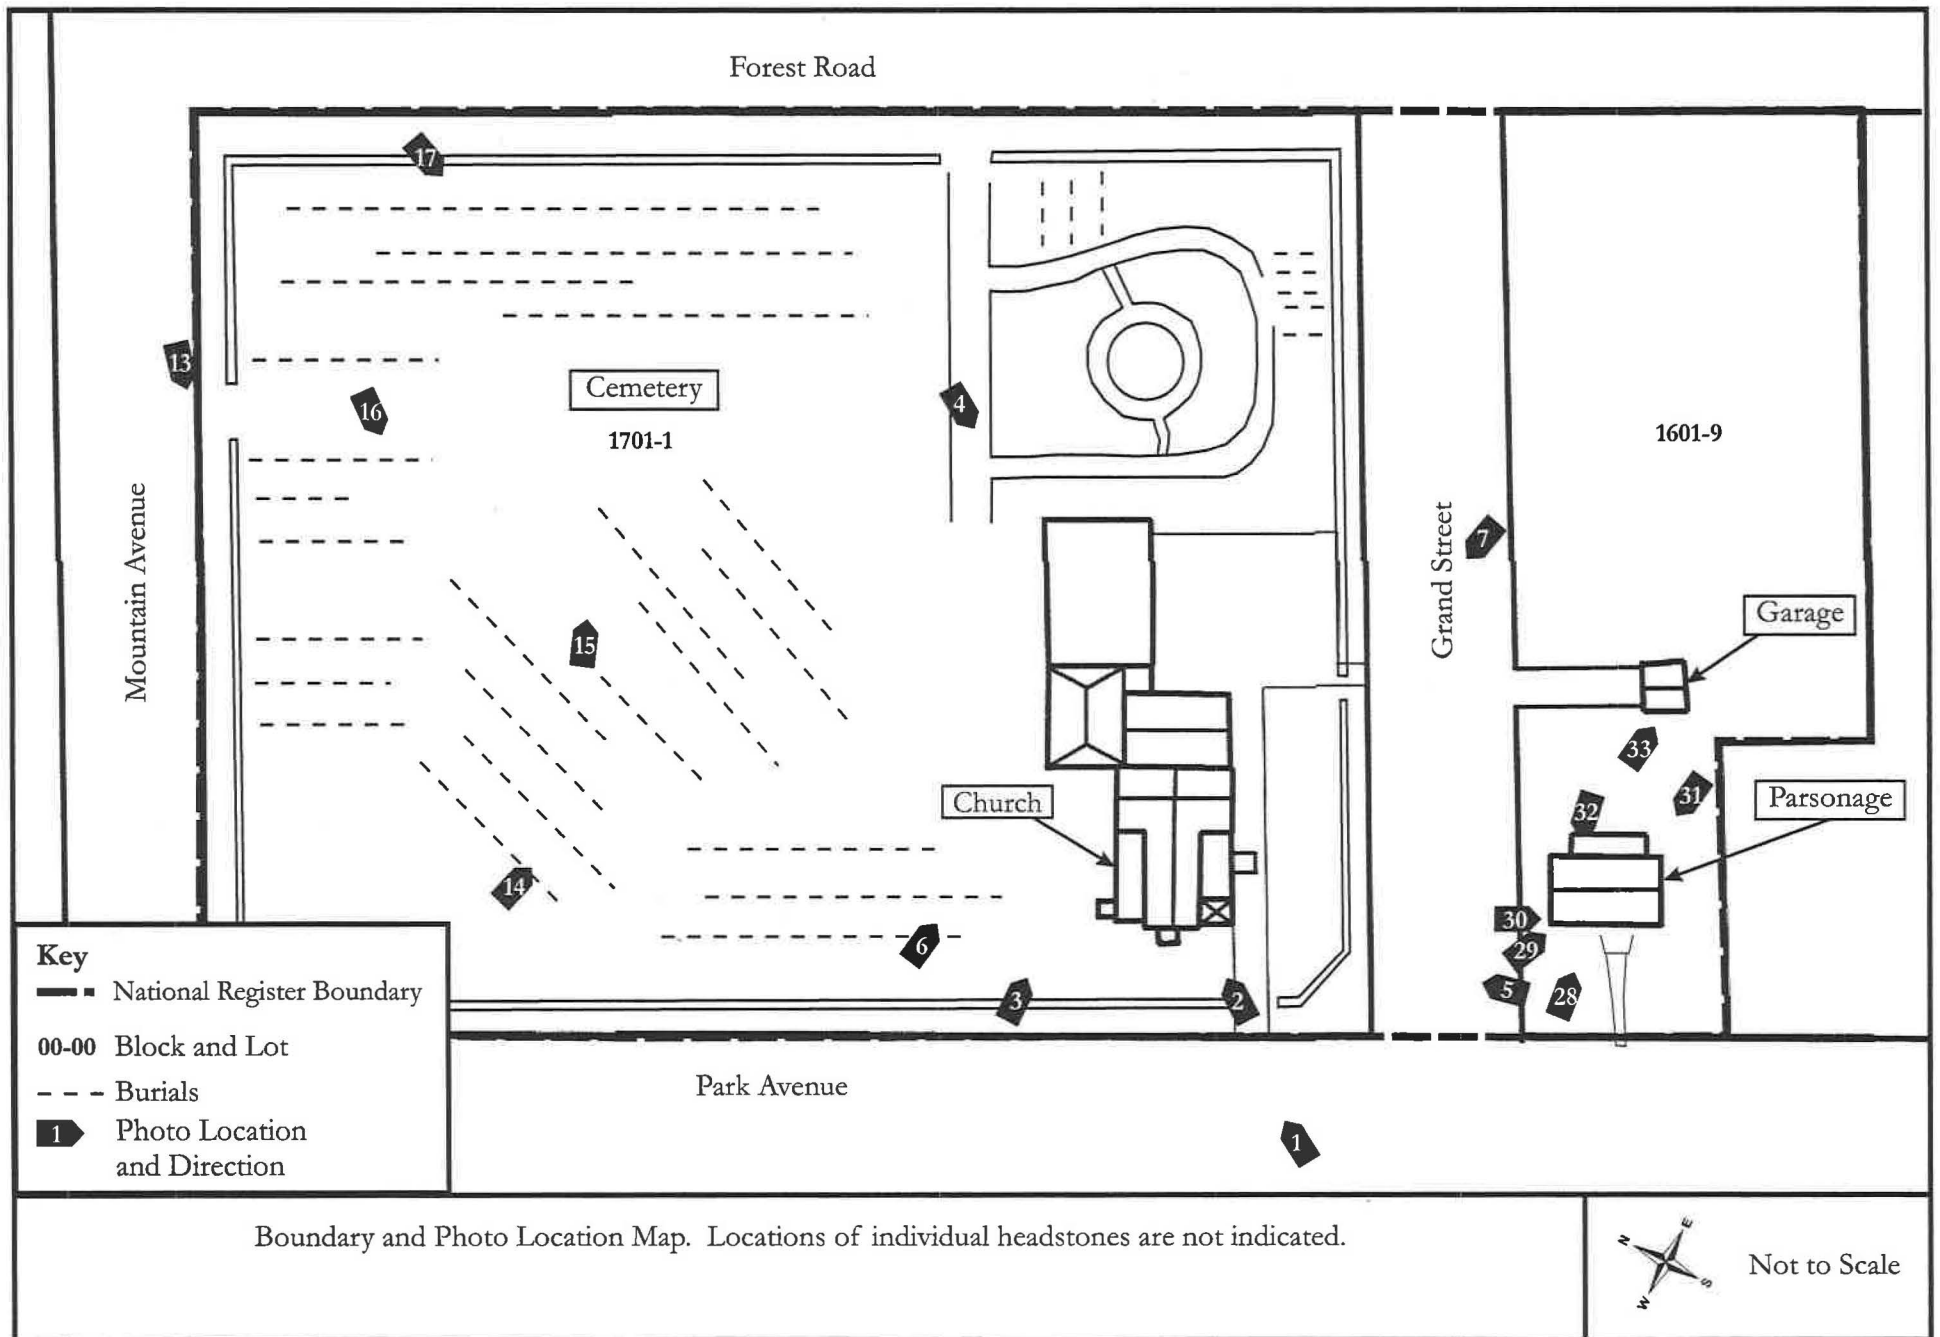 Forest Road
17
13
16
Cemetery
1701-1
4
1601-9
Mountain Avenue
Grand Street
7
Garage
15
33
31
32
Parsonage
Church
14
6
30
29
5
28
3
2
Key
National Register Boundary
00-00 Block and Lot
Burials
1 Photo Location
and Direction
Park Avenue
1
Boundary and Photo Location Map. Locations of individual headstones are not indicated.
N
E
W
S
Not to Scale